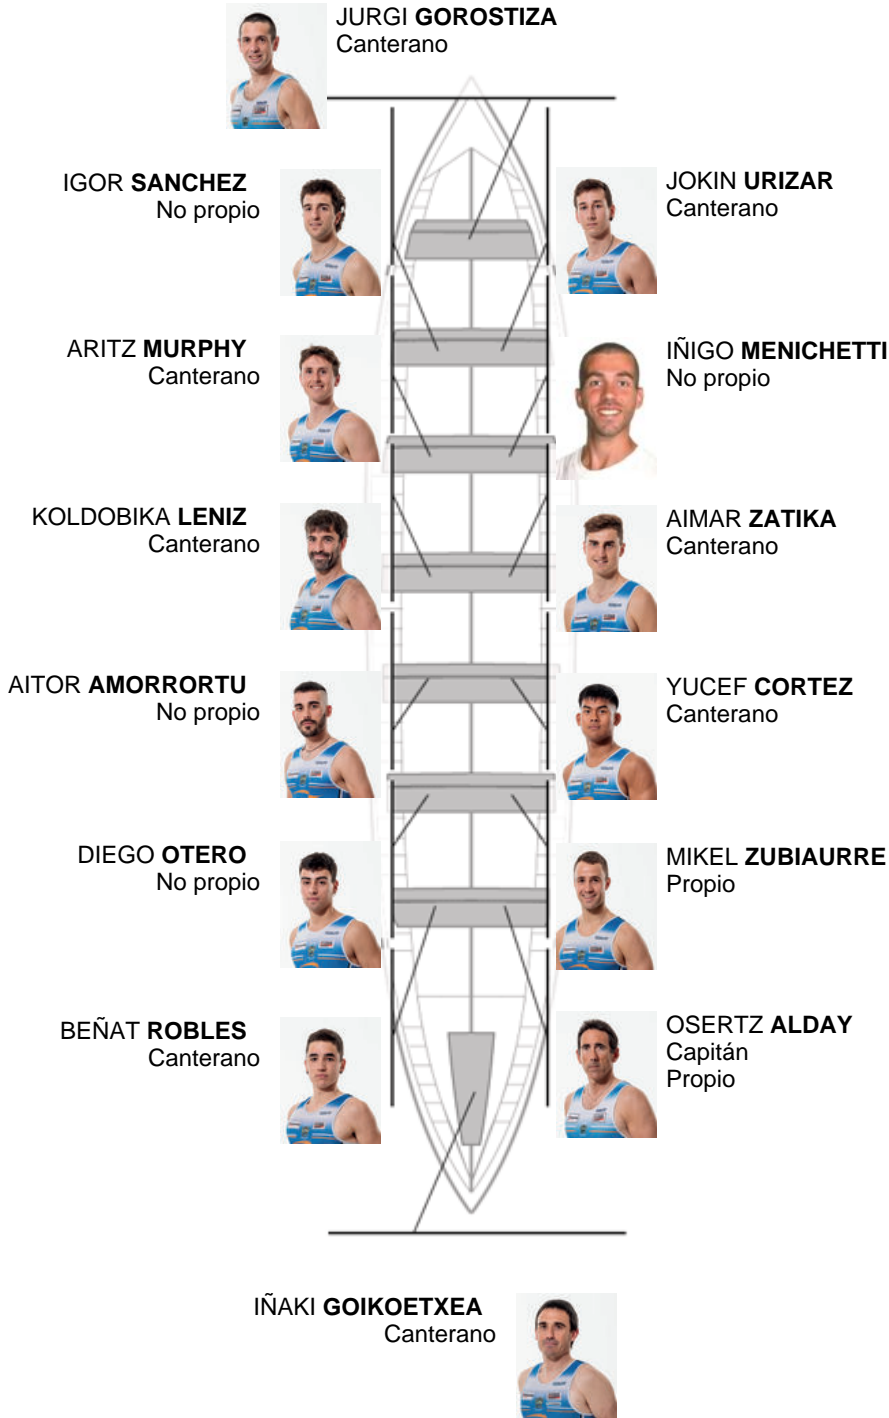 JURGI GOROSTIZA
Canterano
IGOR SANCHEZ
No propio
JOKIN URIZAR
Canterano
ARITZ MURPHY
Canterano
IÑIGO MENICHETTI
No propio
KOLDOBIKA LENIZ
Canterano
AIMAR ZATIKA
Canterano
AITOR AMORRORTU
No propio
YUCEF CORTEZ
Canterano
DIEGO OTERO
No propio
MIKEL ZUBIAURRE
Propio
BEÑAT ROBLES
Canterano
OSERTZ ALDAY
Capitán
Propio
IÑAKI GOIKOETXEA
Canterano